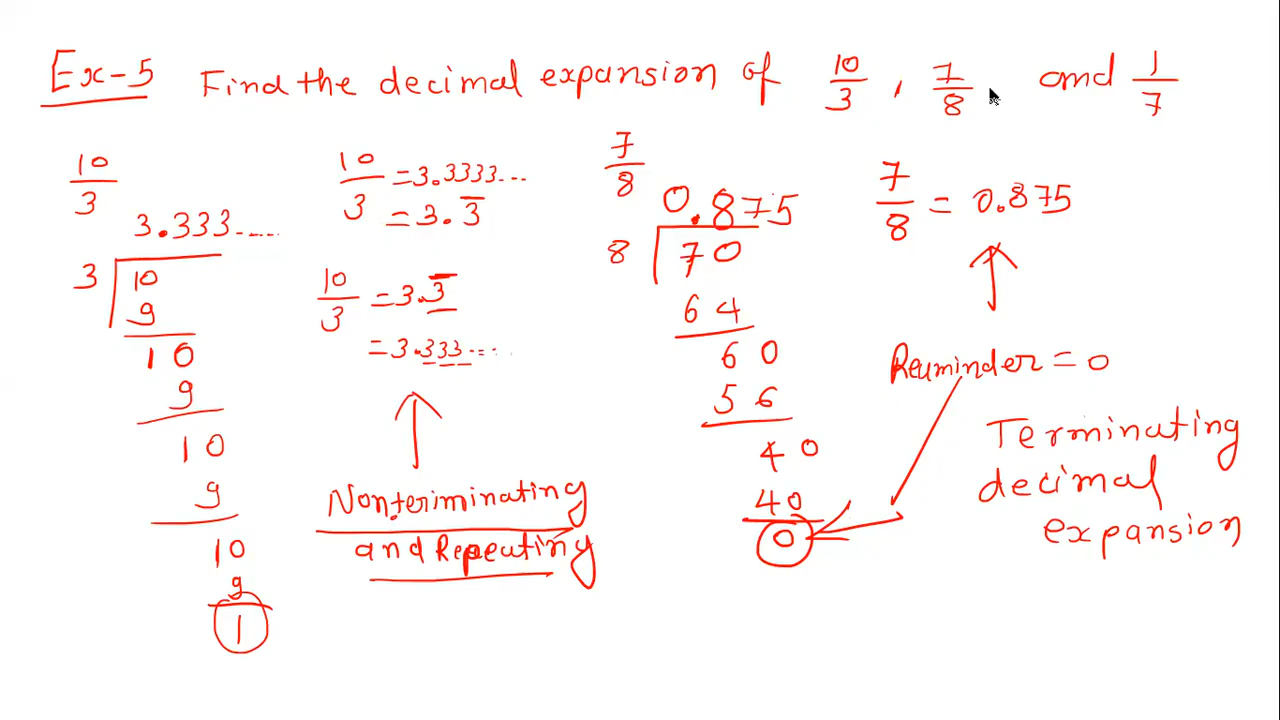 Ex-5 Find the decimal expansion of 10/3 , 7/8 and 1/7
10/3
3.333.....
3
10
9
10
9
10
9
10
9
1
10/3 = 3.3333...
= 3.3̅
10/3 = 3.3̅
= 3.333.....
Nonteriminating
and Repeating
7/8
0.875
8
70
64
60
56
40
40
0
7/8 = 0.875
Reuminder = 0
Terminating
decimal
expansion